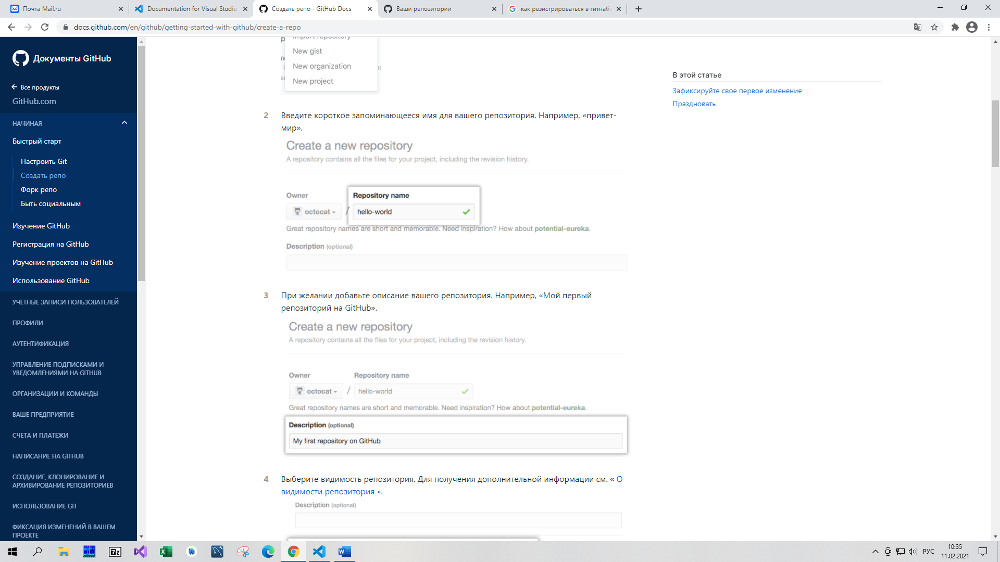 Почта Mail.ru
Documentation for Visual Studio
Создать репо - GitHub Docs
Ваши репозитории
как резистрироваться в гитнаб
docs.github.com/en/github/getting-started-with-github/create-a-repo
Документы GitHub
Все продукты
GitHub.com
НАЧИНАЯ
Быстрый старт
Настроить Git
Создать репо
Форк репо
Быть социальным
Изучение GitHub
Регистрация на GitHub
Изучение проектов на GitHub
Использование GitHub
УЧЕТНЫЕ ЗАПИСИ ПОЛЬЗОВАТЕЛЕЙ
ПРОФИЛИ
АУТЕНТИФИКАЦИЯ
УПРАВЛЕНИЕ ПОДПИСКАМИ И
УВЕДОМЛЕНИЯМИ НА GITHUB
ОРГАНИЗАЦИИ И КОМАНДЫ
ВАШЕ ПРЕДПРИЯТИЕ
СЧЕТА И ПЛАТЕЖИ
НАПИСАНИЕ НА GITHUB
СОЗДАНИЕ, КЛОНИРОВАНИЕ И
АРХИВИРОВАНИЕ РЕПОЗИТОРИЕВ
ИСПОЛЬЗОВАНИЕ GIT
ФИКСАЦИЯ ИЗМЕНЕНИЙ В ВАШЕМ
ПРОЕКТЕ
Import repository
New gist
New organization
New project
2 Введите короткое запоминающееся имя для вашего репозитория. Например, «привет-
мир».
Create a new repository
A repository contains all the files for your project, including the revision history.
Owner
Repository name
octocat / hello-world
Great repository names are short and memorable. Need inspiration? How about potential-eureka.
Description (optional)
3 При желании добавьте описание вашего репозитория. Например, «Мой первый
репозиторий на GitHub».
Create a new repository
A repository contains all the files for your project, including the revision history.
Owner
Repository name
octocat / hello-world
Great repository names are short and memorable. Need inspiration? How about potential-eureka.
Description (optional)
My first repository on GitHub
4 Выберите видимость репозитория. Для получения дополнительной информации см. « О
видимости репозитория ».
Description (optional)
В этой статье
Зафиксируйте свое первое изменение
Праздновать
РУС
10:35
11.02.2021